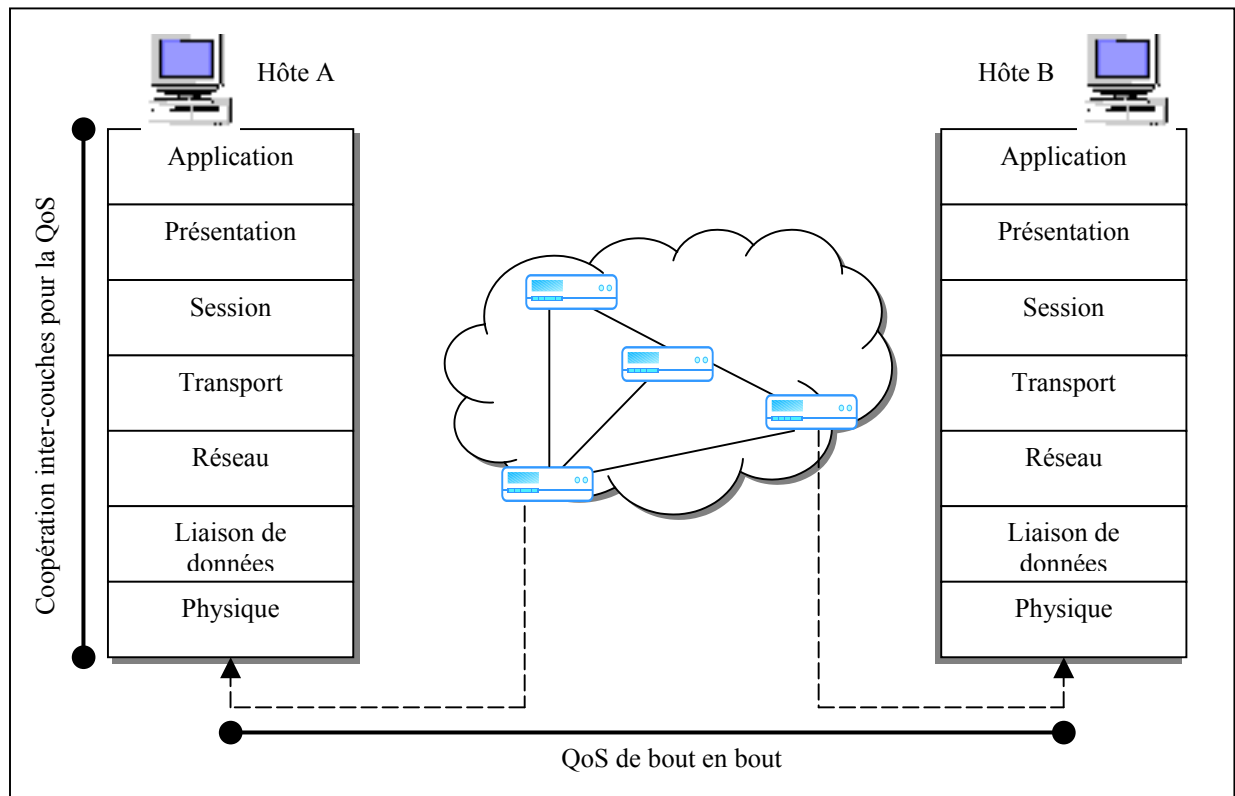 Hôte A
Hôte B
Coopération inter-couches pour la QoS
Application
Présentation
Session
Transport
Réseau
Liaison de
données
Physique
Application
Présentation
Session
Transport
Réseau
Liaison de
données
Physique
QoS de bout en bout